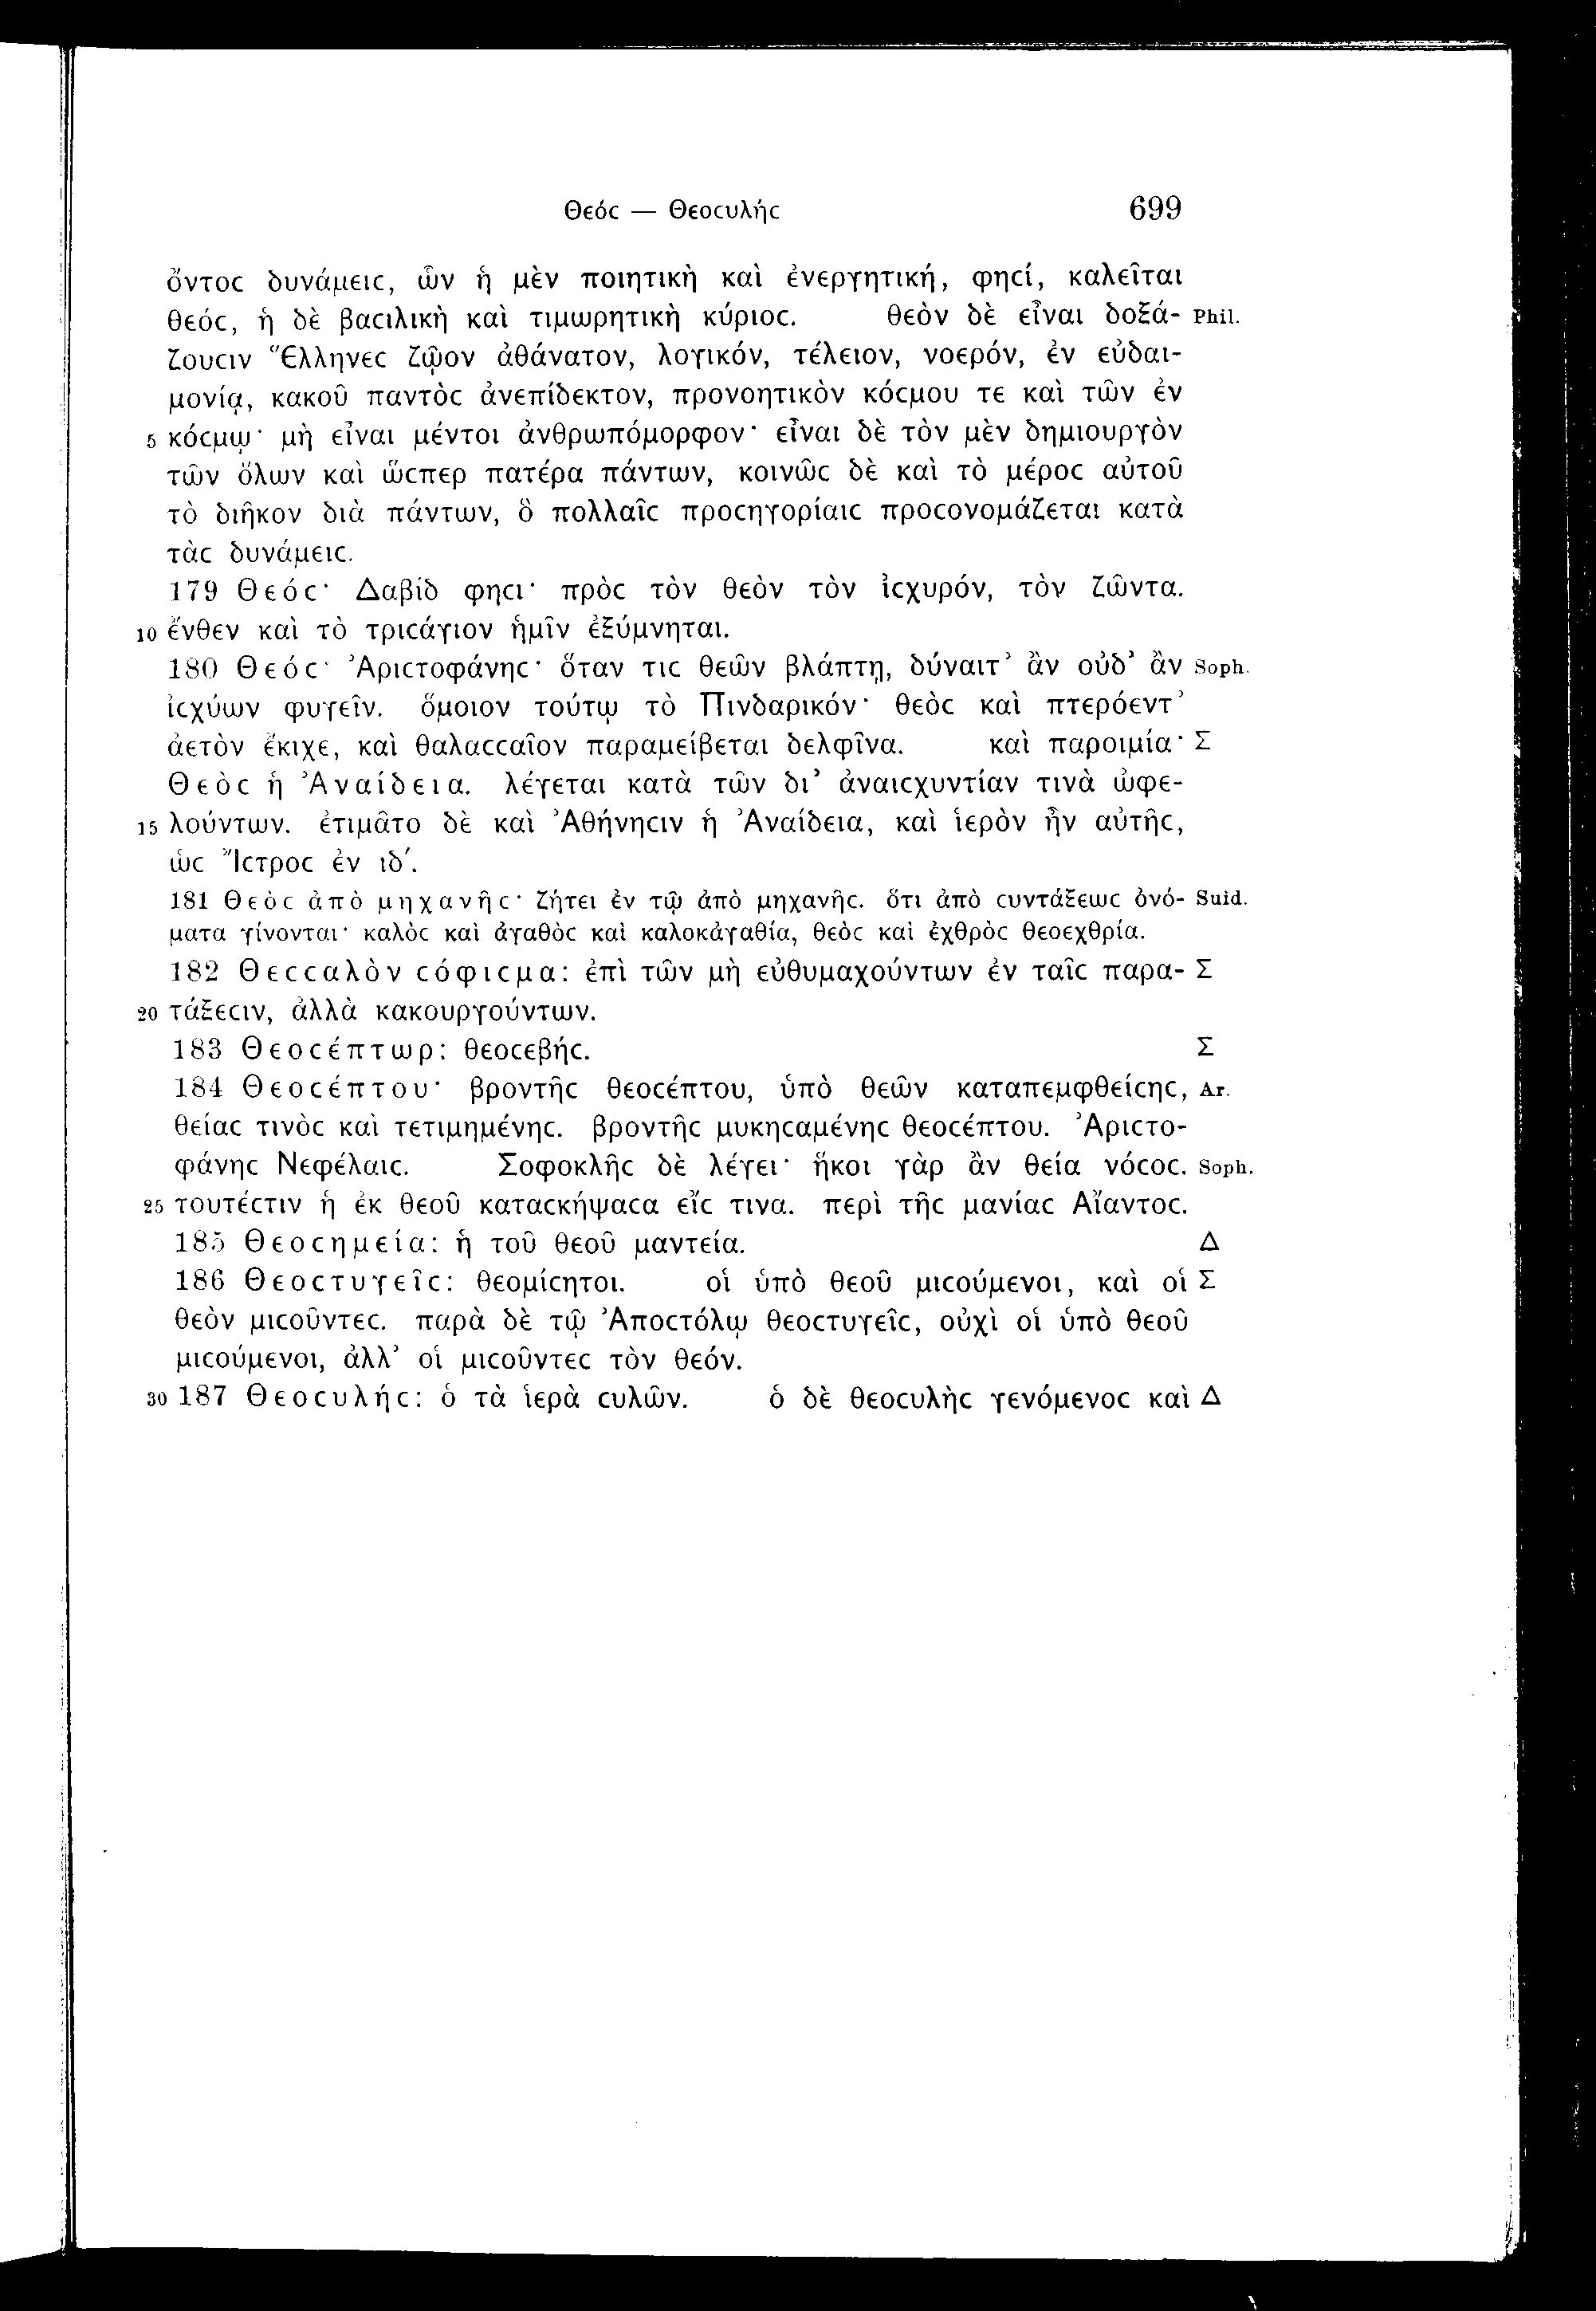 Θεόϲ — Θεοϲυλήϲ 699
ὄντοϲ δυνάμειϲ, ὧν ἡ μὲν ποιητικὴ καὶ ἐνεργητική, φηϲί, καλεῖται
θεόϲ, ἡ δὲ βαϲιλικὴ καὶ τιμωρητικὴ κύριοϲ. θεὸν δὲ εἶναι δοξά- Phil.
ζουϲιν Ἕλληνεϲ ζῷον ἀθάνατον, λογικόν, τέλειον, νοερόν, ἐν εὐδαι-
μονίᾳ, κακοῦ παντὸϲ ἀνεπίδεκτον, προνοητικὸν κόϲμου τε καὶ τῶν ἐν
5 κόϲμῳ· μὴ εἶναι μέντοι ἀνθρωπόμορφον· εἶναι δὲ τὸν μὲν δημιουργὸν
τῶν ὅλων καὶ ὥϲπερ πατέρα πάντων, κοινῶϲ δὲ καὶ τὸ μέροϲ αὐτοῦ
τὸ διῆκον διὰ πάντων, ὃ πολλαῖϲ προϲηγορίαιϲ προϲονομάζεται κατὰ
τὰϲ δυνάμειϲ.
179 Θεόϲ· Δαβίδ φηϲι· πρὸϲ τὸν θεὸν τὸν ἰϲχυρόν, τὸν ζῶντα.
10 ἔνθεν καὶ τὸ τριϲάγιον ἡμῖν ἐξύμνηται.
180 Θεόϲ· Ἀριϲτοφάνηϲ· ὅταν τιϲ θεῶν βλάπτῃ, δύναιτ’ ἂν οὐδ’ ἂν Soph.
ἰϲχύων φυγεῖν. ὅμοιον τούτῳ τὸ Πινδαρικόν· θεὸϲ καὶ πτερόεντ’
ἀετὸν ἔκιχε, καὶ θαλαϲϲαῖον παραμείβεται δελφῖνα. καὶ παροιμία· Σ
Θεὸϲ ἡ Ἀναίδεια. λέγεται κατὰ τῶν δι’ ἀναιϲχυντίαν τινὰ ὠφε-
15 λούντων. ἐτιμᾶτο δὲ καὶ Ἀθήνηϲιν ἡ Ἀναίδεια, καὶ ἱερὸν ἦν αὐτῆϲ,
ὡϲ Ἴϲτροϲ ἐν ιδʹ.
181 Θεὸϲ ἀπὸ μηχανῆϲ· ζήτει ἐν τῷ ἀπὸ μηχανῆϲ. ὅτι ἀπὸ ϲυντάξεωϲ ὀνό- Suid.
ματα γίνονται· καλὸϲ καὶ ἀγαθὸϲ καὶ καλοκἀγαθία, θεὸϲ καὶ ἐχθρὸϲ θεοεχθρία.
182 Θεϲϲαλὸν ϲόφιϲμα: ἐπὶ τῶν μὴ εὐθυμαχούντων ἐν ταῖϲ παρα- Σ
20 τάξεϲιν, ἀλλὰ κακουργούντων.
183 Θεοϲέπτωρ: θεοϲεβήϲ. Σ
184 Θεοϲέπτου· βροντῆϲ θεοϲέπτου, ὑπὸ θεῶν καταπεμφθείϲηϲ, Ar.
θείαϲ τινὸϲ καὶ τετιμημένηϲ. βροντῆϲ μυκηϲαμένηϲ θεοϲέπτου. Ἀριϲτο-
φάνηϲ Νεφέλαιϲ. Σοφοκλῆϲ δὲ λέγει· ἥκοι γὰρ ἂν θεία νόϲοϲ. Soph.
25 τουτέϲτιν ἡ ἐκ θεοῦ καταϲκήψαϲα εἴϲ τινα. περὶ τῆϲ μανίαϲ Αἴαντοϲ.
185 Θεοϲημεία: ἡ τοῦ θεοῦ μαντεία. Δ
186 Θεοϲτυγεῖϲ: θεομίϲητοι. οἱ ὑπὸ θεοῦ μιϲούμενοι, καὶ οἱ Σ
θεὸν μιϲοῦντεϲ. παρὰ δὲ τῷ Ἀποϲτόλῳ θεοϲτυγεῖϲ, οὐχὶ οἱ ὑπὸ θεοῦ
μιϲούμενοι, ἀλλ’ οἱ μιϲοῦντεϲ τὸν θεόν.
30 187 Θεοϲυλήϲ: ὁ τὰ ἱερὰ ϲυλῶν. ὁ δὲ θεοϲυλὴϲ γενόμενοϲ καὶ Δ